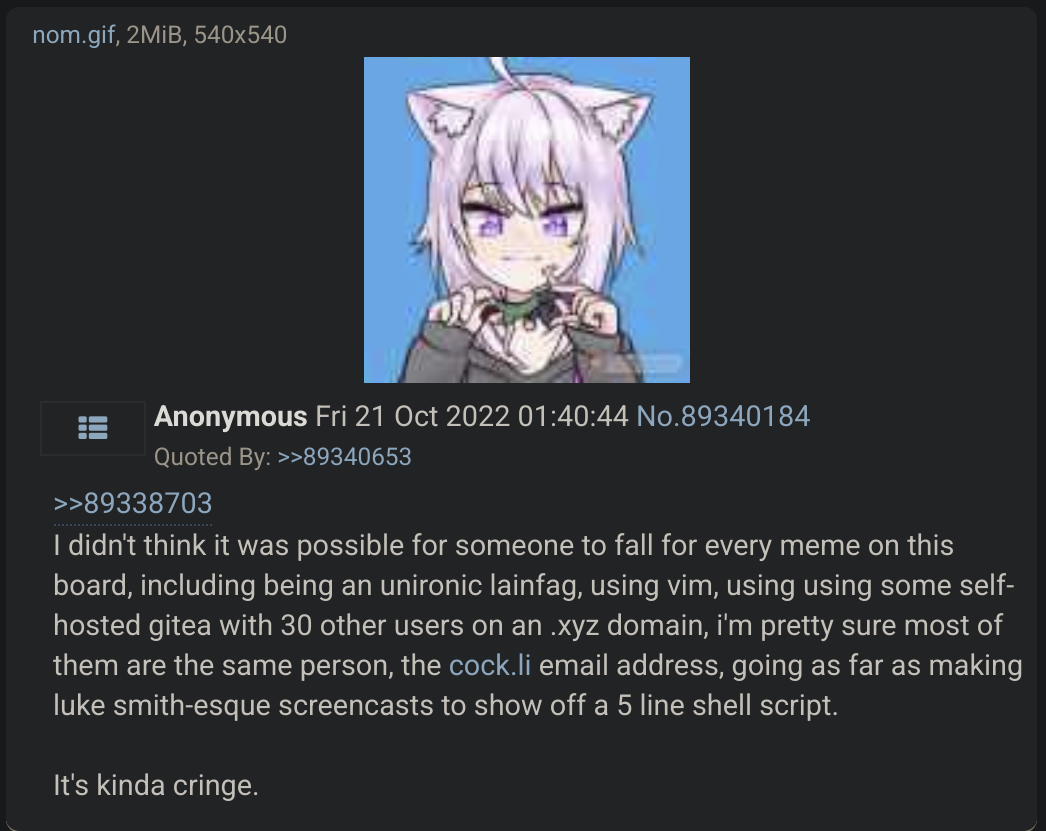 nom.gif, 2MiB, 540x540
Anonymous Fri 21 Oct 2022 01:40:44 No.89340184
Quoted By: >>89340653
>>89338703
I didn't think it was possible for someone to fall for every meme on this
board, including being an unironic lainfag, using vim, using using some self-
hosted gitea with 30 other users on an .xyz domain, i'm pretty sure most of
them are the same person, the cock.li email address, going as far as making
luke smith-esque screencasts to show off a 5 line shell script.
It's kinda cringe.